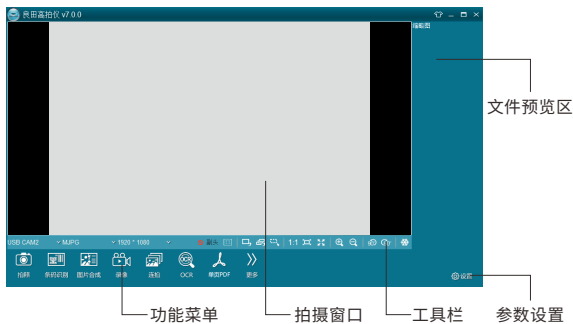 良田高拍仪 v7.0.0
缩略图
文件预览区
USB CAM2 MJPG 1920 * 1080 副头 1:1
拍照 条码识别 图片合成 录像 连拍 OCR 单页PDF 更多 设置
功能菜单 拍摄窗口 工具栏 参数设置